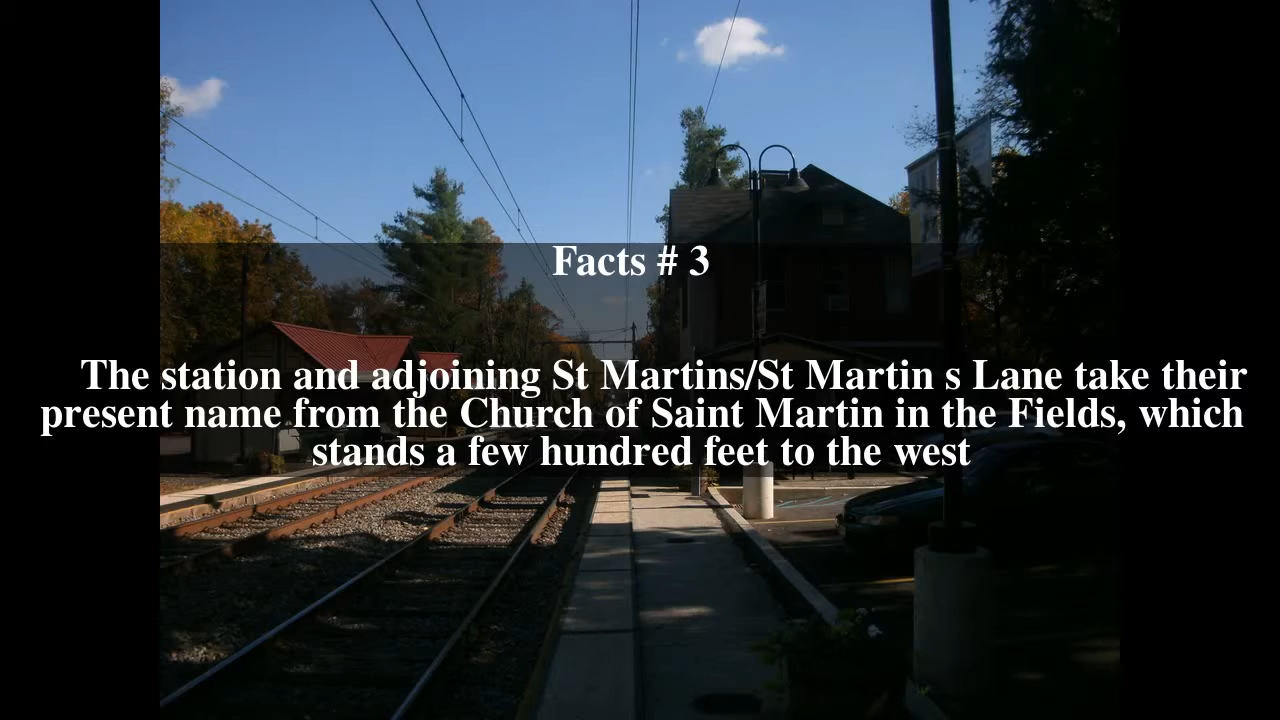 Facts # 3
The station and adjoining St Martins/St Martin s Lane take their
present name from the Church of Saint Martin in the Fields, which
stands a few hundred feet to the west